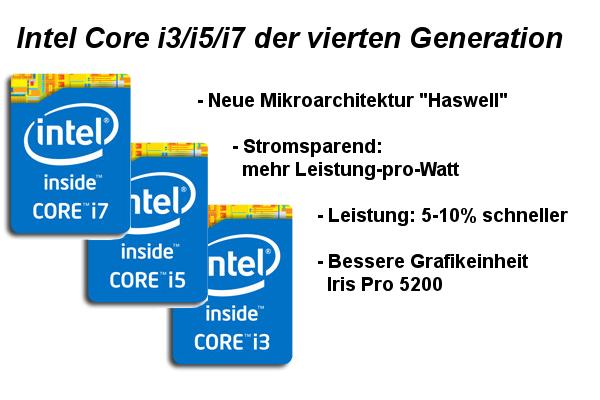 Intel Core i3/i5/i7 der vierten Generation
- Neue Mikroarchitektur "Haswell"
- Stromsparend:
mehr Leistung-pro-Watt
- Leistung: 5-10% schneller
- Bessere Grafikeinheit
Iris Pro 5200
intel
inside™
CORE™ i7
intel
inside™
CORE™ i5
intel
inside™
CORE™ i3